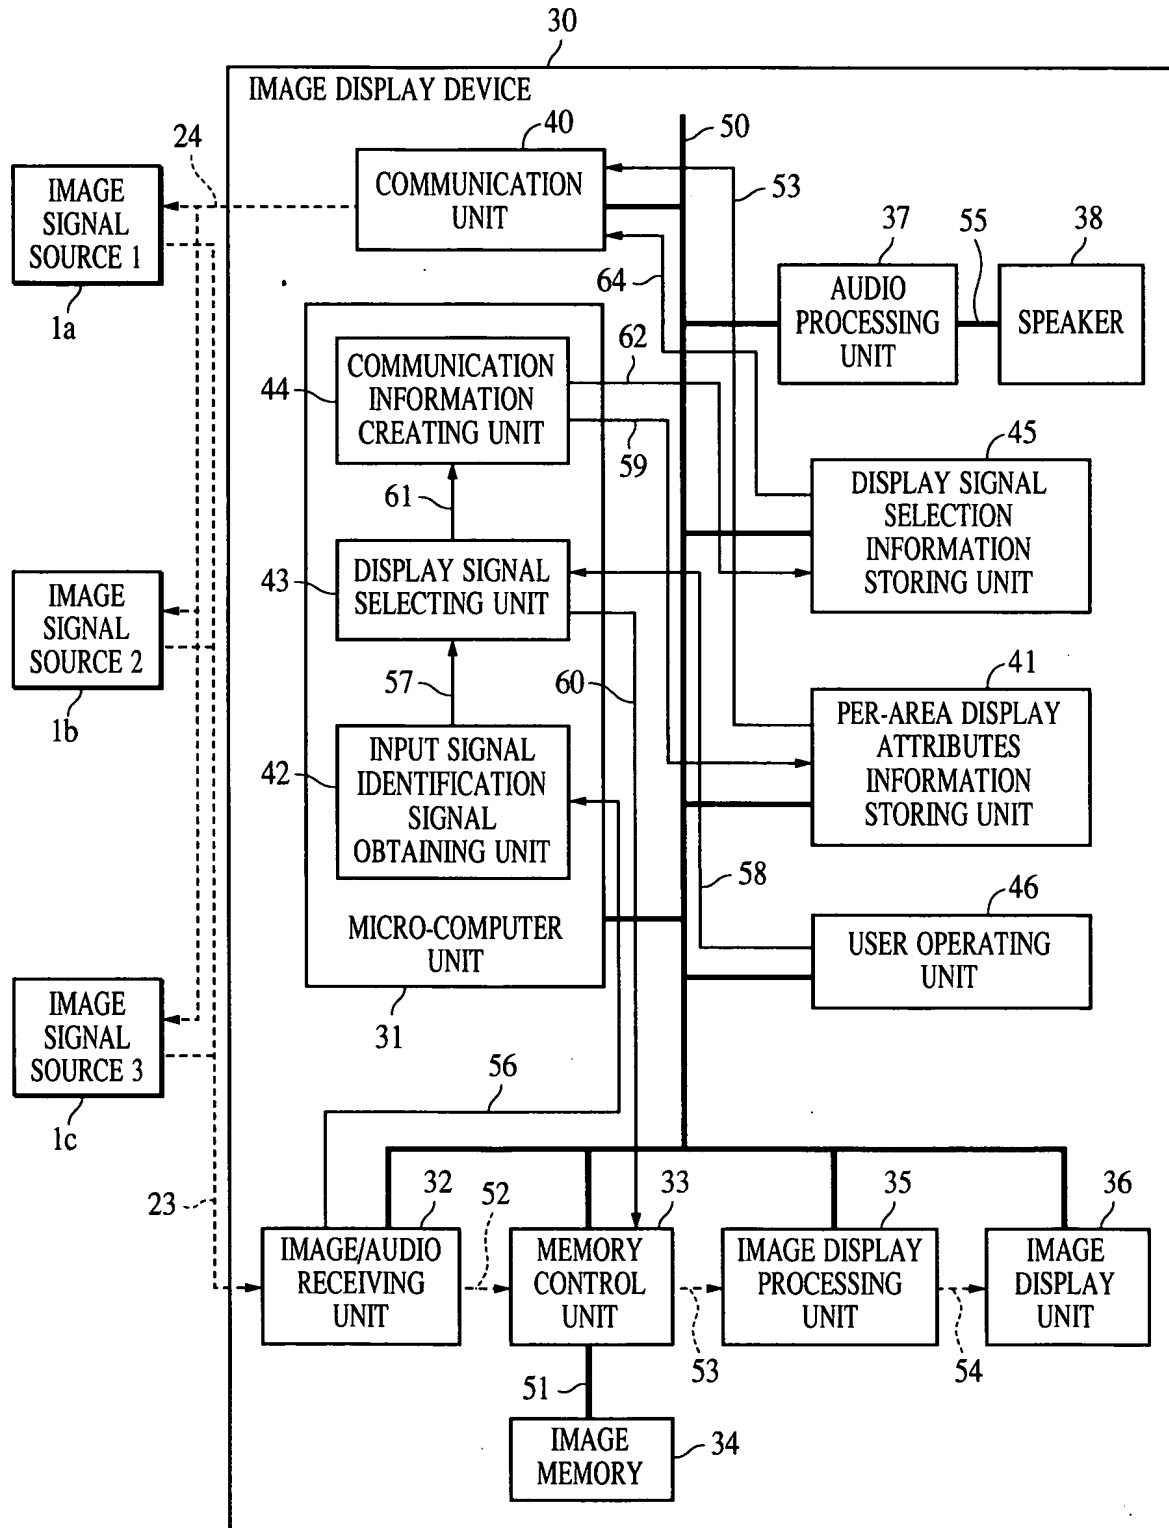 30
IMAGE DISPLAY DEVICE
24
40
50
IMAGE
SIGNAL
SOURCE 1
1a
COMMUNICATION
UNIT
53
64
37
55
38
AUDIO
PROCESSING
UNIT
SPEAKER
44
COMMUNICATION
INFORMATION
CREATING UNIT
62
59
61
45
DISPLAY SIGNAL
SELECTION
INFORMATION
STORING UNIT
43
DISPLAY SIGNAL
SELECTING UNIT
IMAGE
SIGNAL
SOURCE 2
1b
57
60
41
PER-AREA DISPLAY
ATTRIBUTES
INFORMATION
STORING UNIT
42
INPUT SIGNAL
IDENTIFICATION
SIGNAL
OBTAINING UNIT
58
46
USER OPERATING
UNIT
MICRO-COMPUTER
UNIT
31
IMAGE
SIGNAL
SOURCE 3
1c
56
23
32
52
33
35
36
IMAGE/AUDIO
RECEIVING
UNIT
MEMORY
CONTROL
UNIT
IMAGE DISPLAY
PROCESSING
UNIT
IMAGE
DISPLAY
UNIT
53
54
51
IMAGE
MEMORY
34